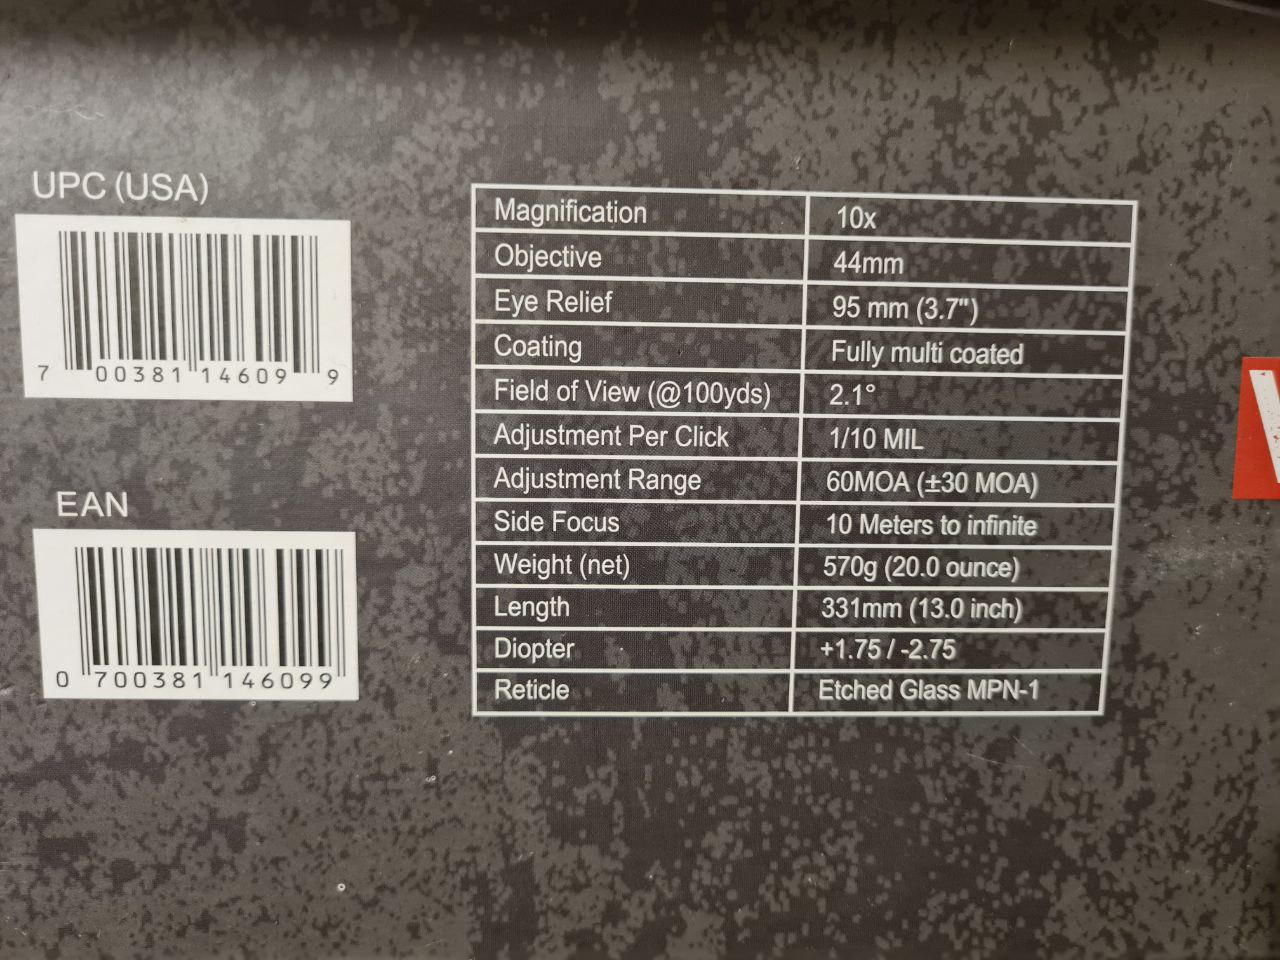 UPC (USA)
7 00381 14609 9
EAN
0 700381 146099
Magnification 10x
Objective 44mm
Eye Relief 95 mm (3.7")
Coating Fully multi coated
Field of View (@100yds) 2.1°
Adjustment Per Click 1/10 MIL
Adjustment Range 60MOA (±30 MOA)
Side Focus 10 Meters to infinite
Weight (net) 570g (20.0 ounce)
Length 331mm (13.0 inch)
Diopter +1.75 / -2.75
Reticle Etched Glass MPN-1